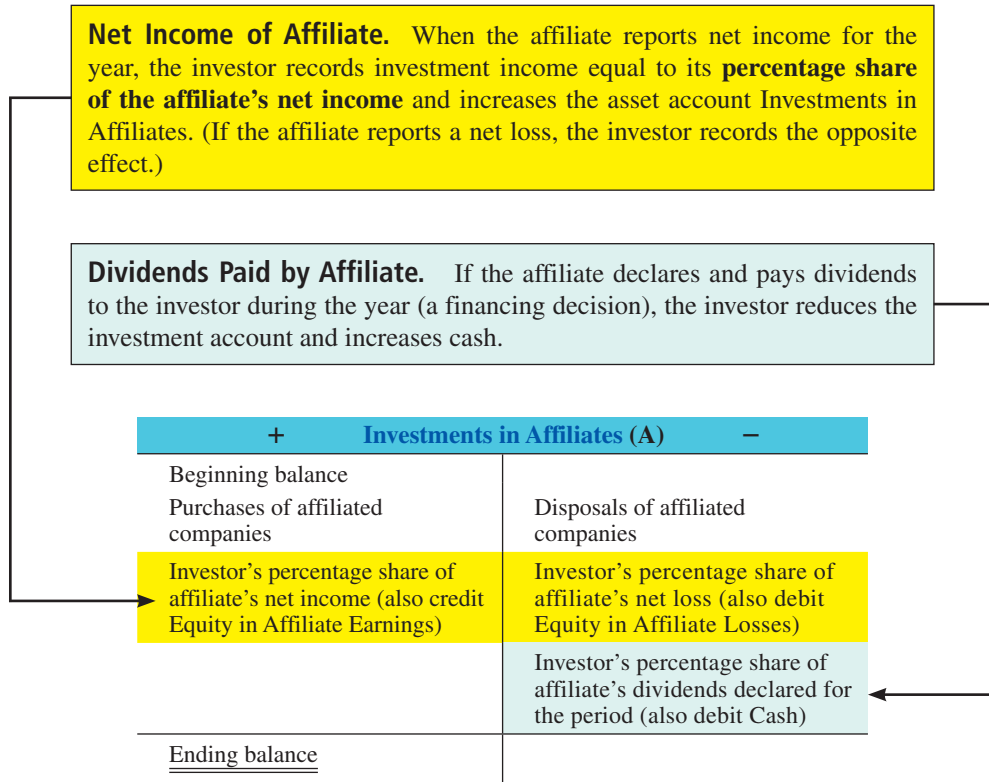 Net Income of Affiliate. When the affiliate reports net income for the
year, the investor records investment income equal to its percentage share
of the affiliate's net income and increases the asset account Investments in
Affiliates. (If the affiliate reports a net loss, the investor records the opposite
effect.)
Dividends Paid by Affiliate. If the affiliate declares and pays dividends
to the investor during the year (a financing decision), the investor reduces the
investment account and increases cash.
+ Investments in Affiliates (A) −
Beginning balance
Purchases of affiliated
companies
Disposals of affiliated
companies
Investor's percentage share of
affiliate's net income (also credit
Equity in Affiliate Earnings)
Investor's percentage share of
affiliate's net loss (also debit
Equity in Affiliate Losses)
Investor's percentage share of
affiliate's dividends declared for
the period (also debit Cash)
Ending balance